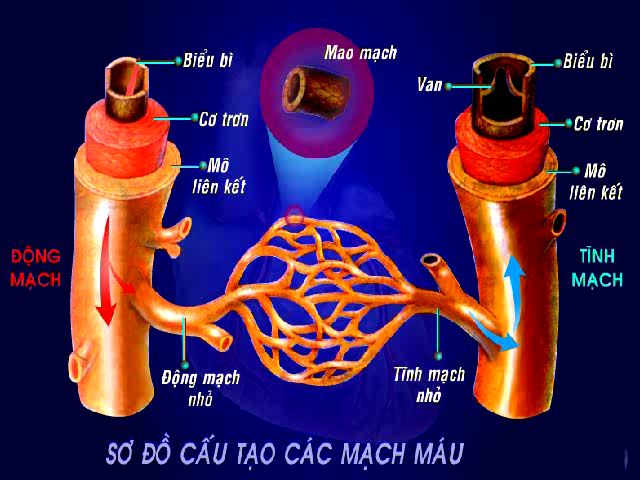 Biểu bì
Cơ trơn
Mô
liên kết
Mao mạch
Van
Biểu bì
Cơ trơn
Mô
liên kết
ĐỘNG
MẠCH
TĨNH
MẠCH
Động mạch
nhỏ
Tĩnh mạch
nhỏ
SƠ ĐỒ CẤU TẠO CÁC MẠCH MÁU